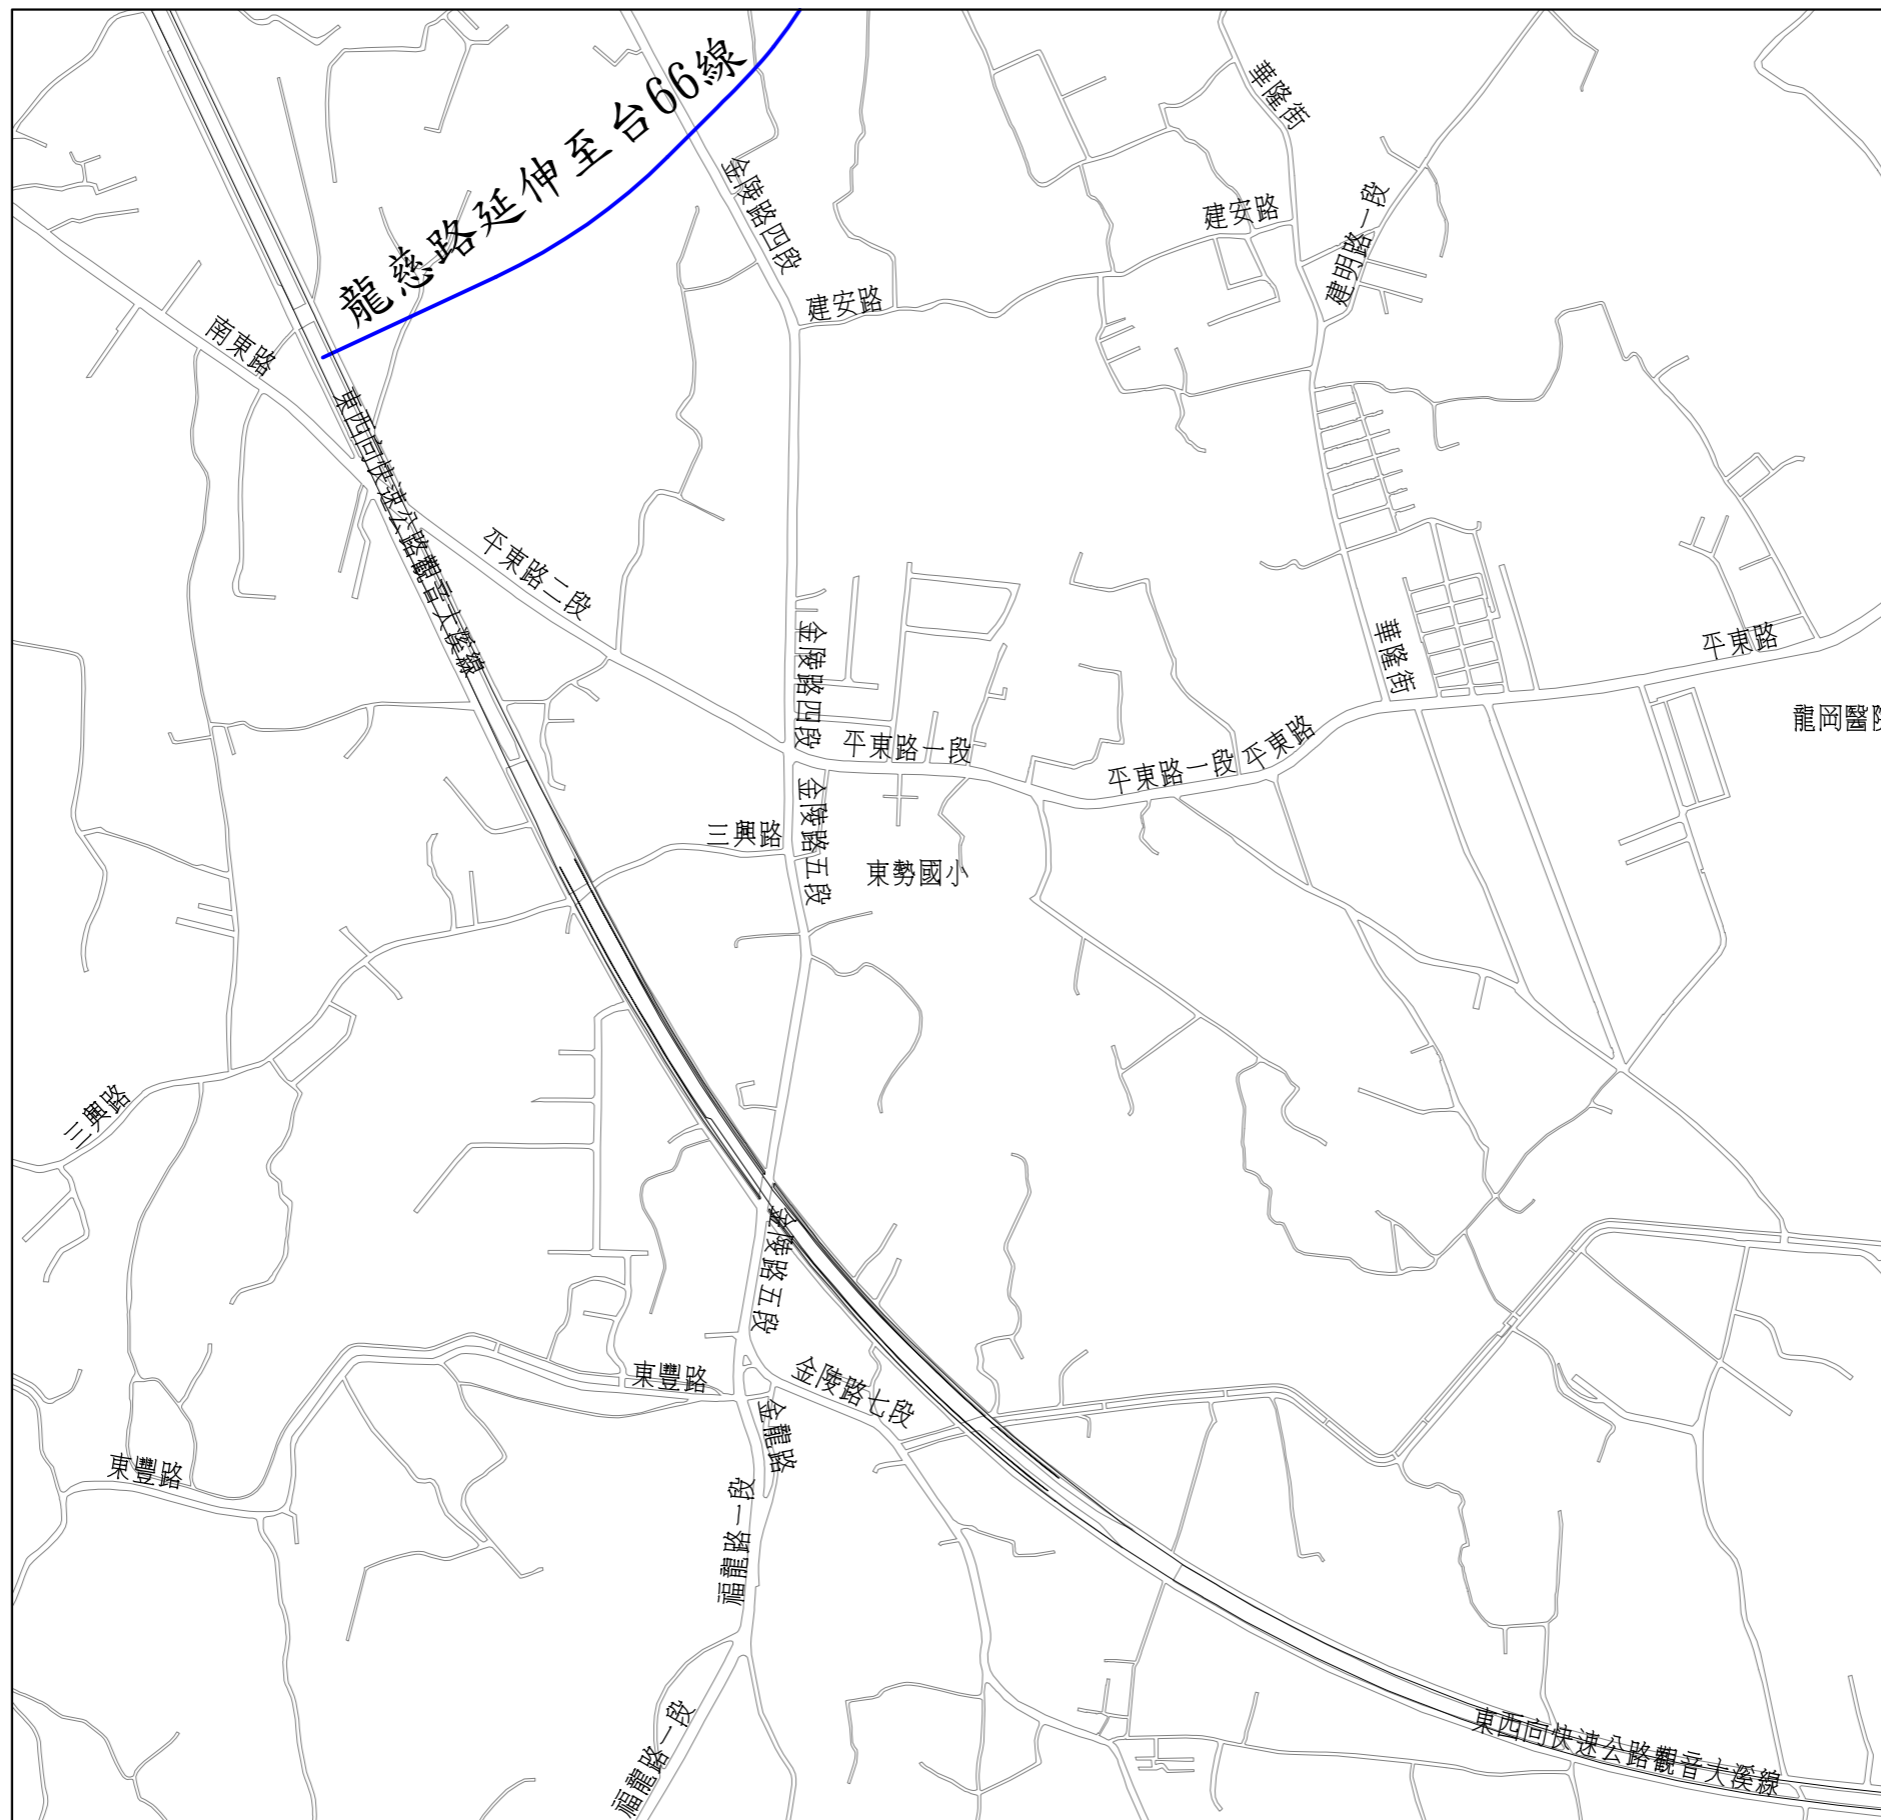 龍慈路延伸至台66線
華隆街
金陵路四段
建明路一段
建安路
建安路
南東路
東西向快速公路觀音大溪線
平東路二段
金陵路四段
華隆街
平東路
龍岡醫院
平東路一段
平東路
平東路一段
金陵路五段
三興路
東勢國小
三興路
金陵路五段
東豐路
金陵路七段
金龍路
東豐路
福龍路一段
福龍路一段
東西向快速公路觀音大溪線